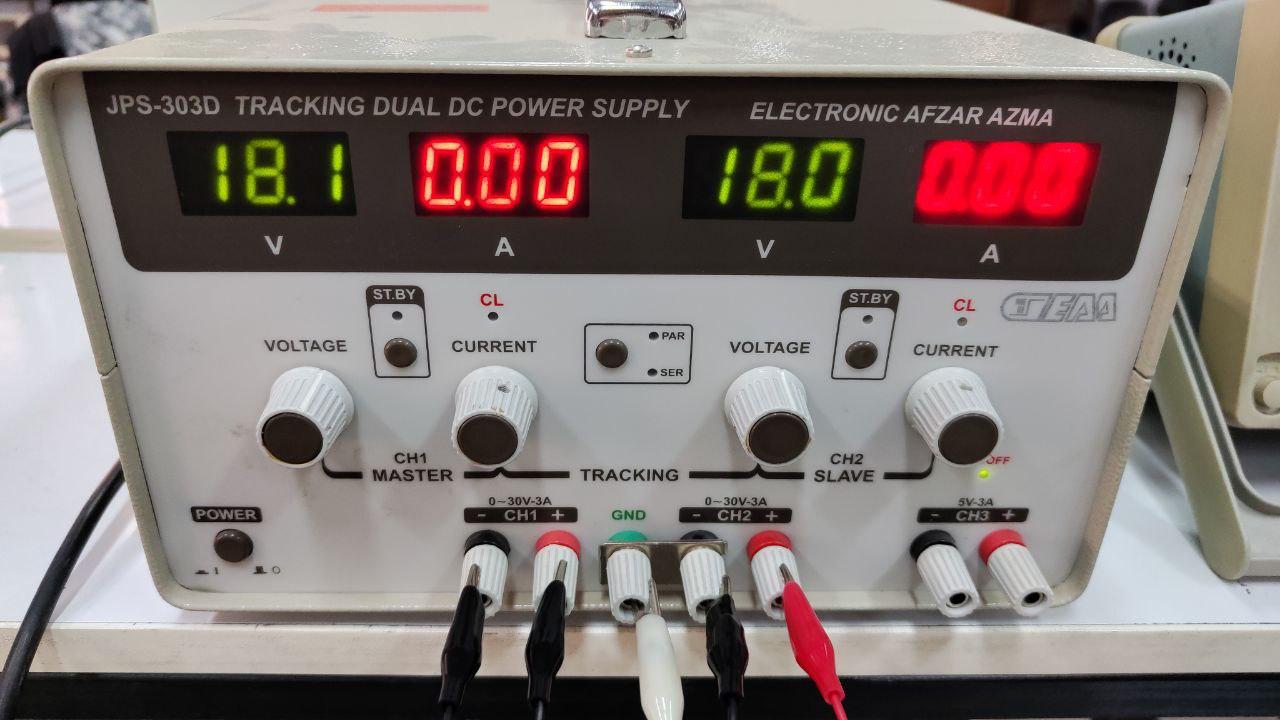 JPS-303D TRACKING DUAL DC POWER SUPPLY
ELECTRONIC AFZAR AZMA
18.1
0.00
18.0
0.00
V
A
V
A
ST.BY
CL
ST.BY
CL
PAR
SER
VOLTAGE
CURRENT
VOLTAGE
CURRENT
CH1
MASTER
TRACKING
CH2
SLAVE
OFF
POWER
I
O
0~30V-3A
- CH1 +
GND
0~30V-3A
- CH2 +
5V-3A
- CH3 +